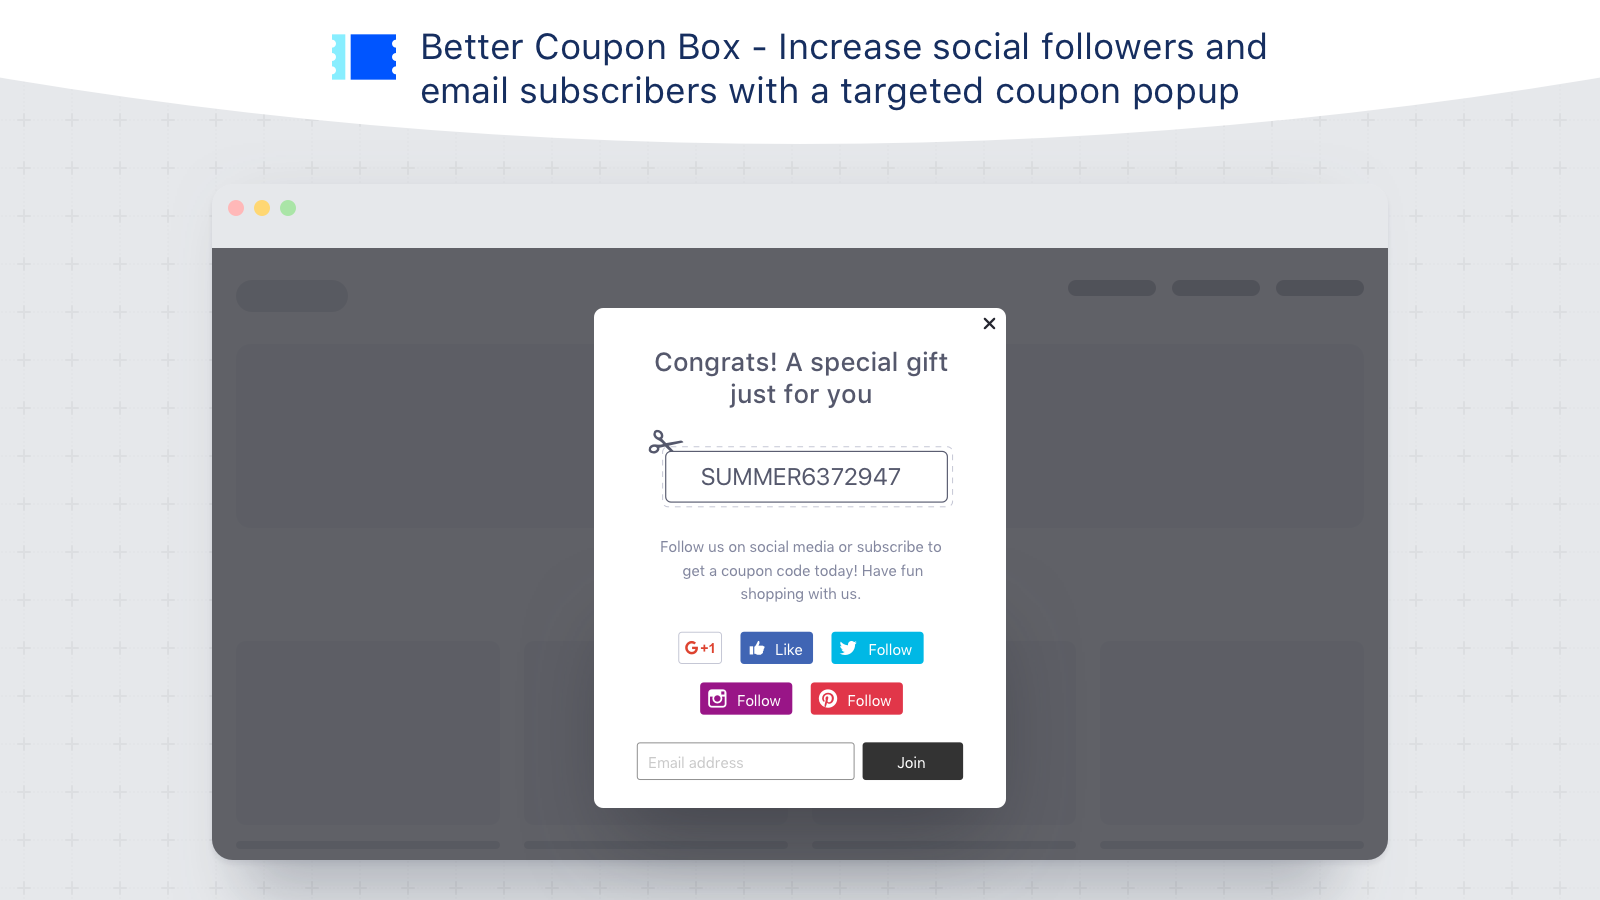 Better Coupon Box - Increase social followers and
email subscribers with a targeted coupon popup
Congrats! A special gift
just for you
SUMMER6372947
Follow us on social media or subscribe to
get a coupon code today! Have fun
shopping with us.
G+1 Like Follow
Follow Follow
Email address Join